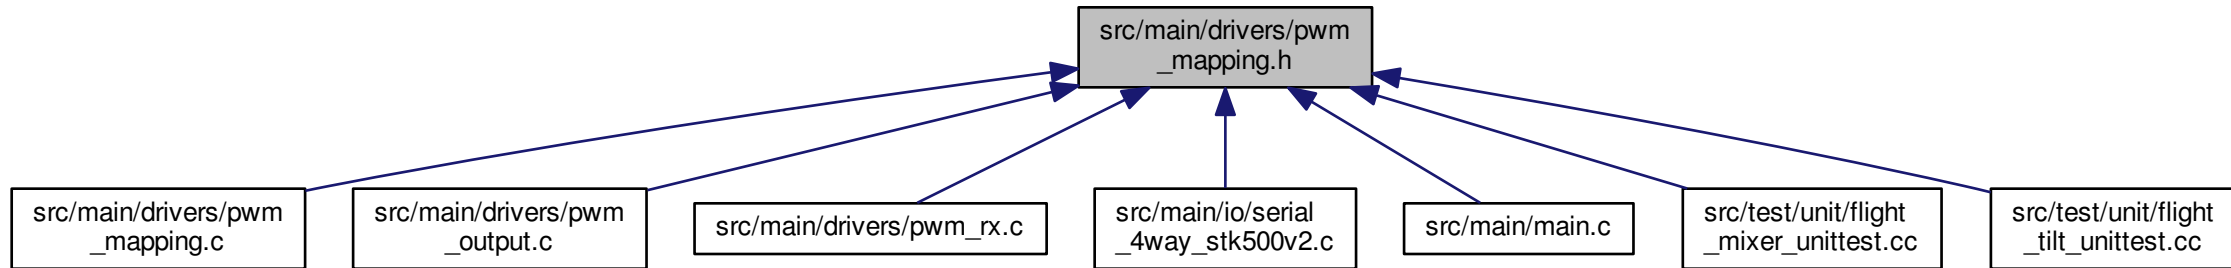 src/main/drivers/pwm
_mapping.h
src/main/drivers/pwm
_mapping.c
src/main/drivers/pwm
_output.c
src/main/drivers/pwm_rx.c
src/main/io/serial
_4way_stk500v2.c
src/main/main.c
src/test/unit/flight
_mixer_unittest.cc
src/test/unit/flight
_tilt_unittest.cc